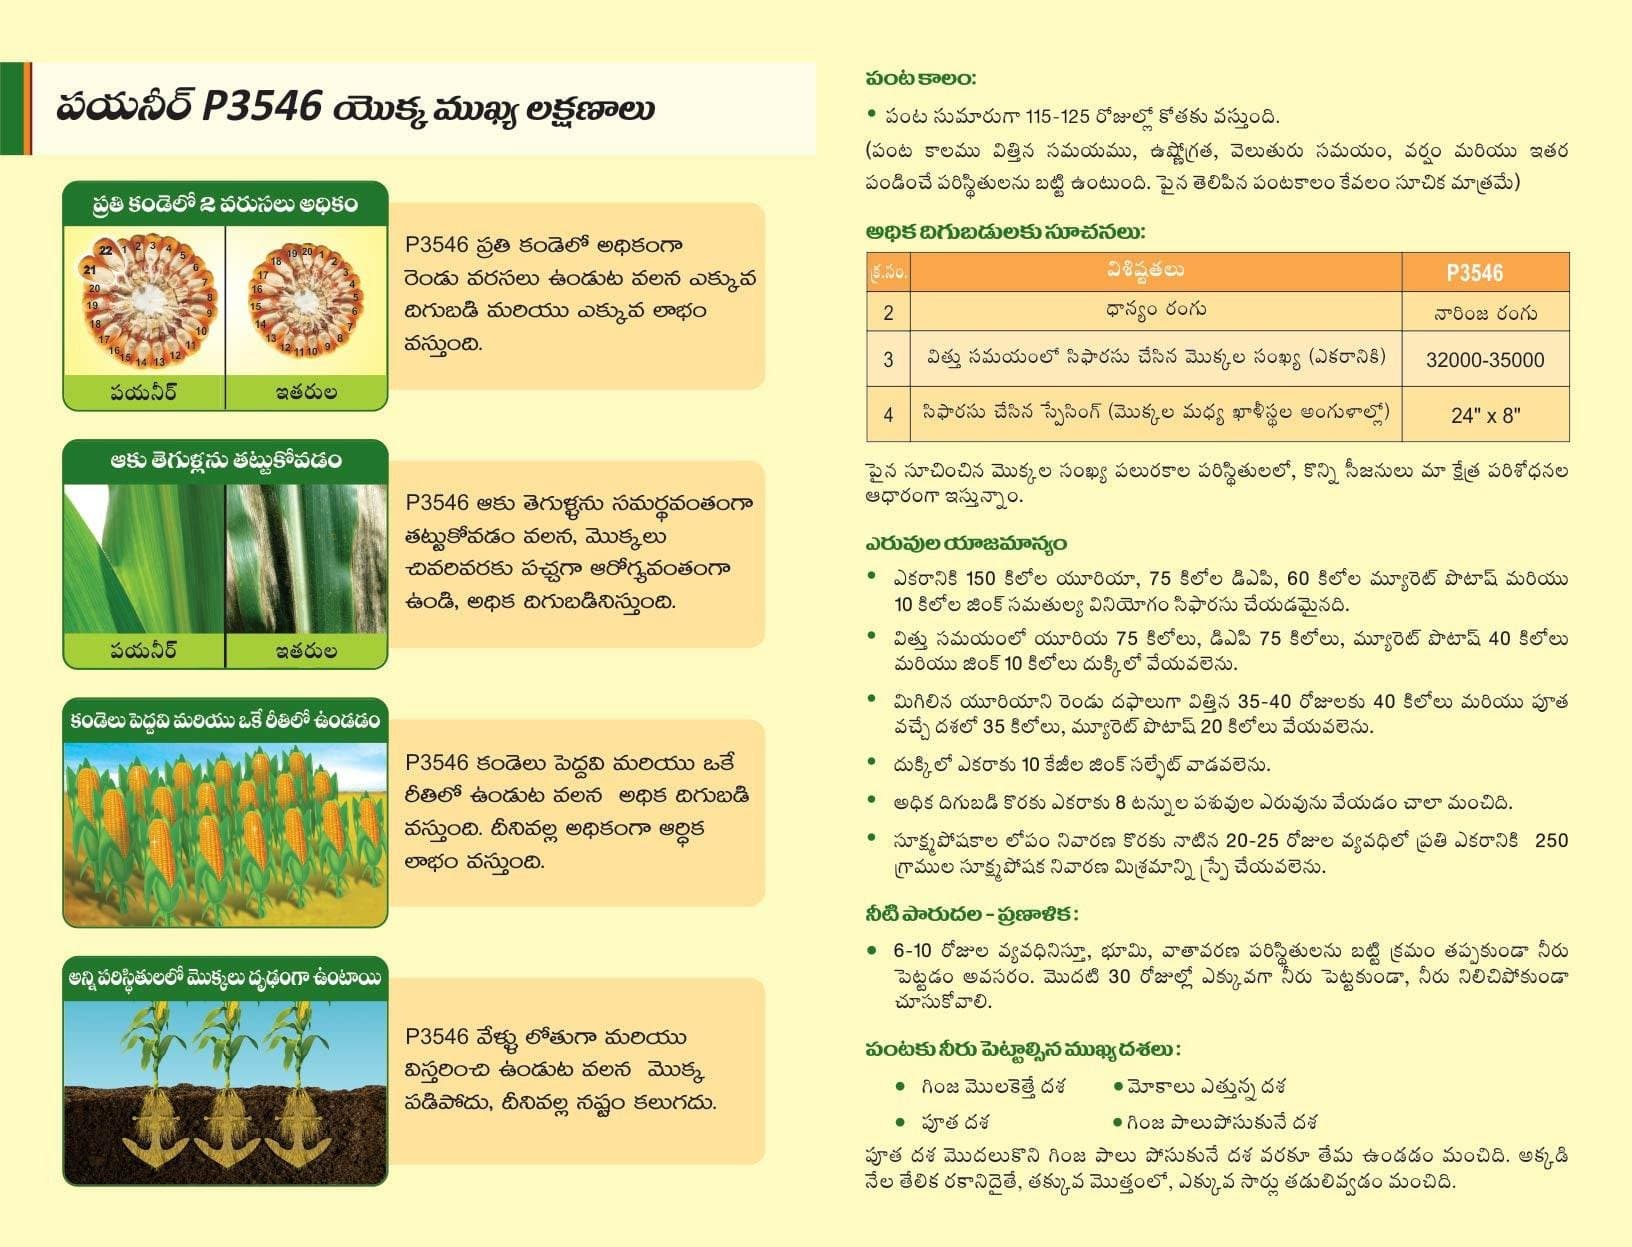 పయనీర్ P3546 యొక్క ముఖ్య లక్షణాలు
ప్రతి కండెలో 2 వరుసలు అధికం
22 1 2 3 4 5 6 7 8 9 10 11 12 13 14 15 16 17 18 19 20 21
1 2 3 4 5 6 7 8 9 10 11 12 13 14 15 16 17 18 19 20
పయనీర్
ఇతరుల
P3546 ప్రతి కండెలో అధికంగా
రెండు వరసలు ఉండుట వలన ఎక్కువ
దిగుబడి మరియు ఎక్కువ లాభం
వస్తుంది.
ఆకు తెగుళ్లను తట్టుకోవడం
పయనీర్
ఇతరుల
P3546 ఆకు తెగుళ్ళను సమర్థవంతంగా
తట్టుకోవడం వలన, మొక్కలు
చివరివరకు పచ్చగా ఆరోగ్యవంతంగా
ఉండి, అధిక దిగుబడినిస్తుంది.
కండెలు పెద్దవి మరియు ఒకే రీతిలో ఉండడం
P3546 కండెలు పెద్దవి మరియు ఒకే
రీతిలో ఉండుట వలన అధిక దిగుబడి
వస్తుంది. దీనివల్ల అధికంగా ఆర్ధిక
లాభం వస్తుంది.
అన్ని పరిస్థితులలో మొక్కలు దృఢంగా ఉంటాయి
P3546 వేళ్ళు లోతుగా మరియు
విస్తరించి ఉండుట వలన మొక్క
పడిపోదు, దీనివల్ల నష్టం కలుగదు.
పంట కాలం:
• పంట సుమారుగా 115-125 రోజుల్లో కోతకు వస్తుంది.
(పంట కాలము విత్తిన సమయము, ఉష్ణోగ్రత, వెలుతురు సమయం, వర్షం మరియు ఇతర
పండించే పరిస్థితులను బట్టి ఉంటుంది. పైన తెలిపిన పంటకాలం కేవలం సూచిక మాత్రమే)
అధిక దిగుబడులకు సూచనలు:
క్ర.నం. విశిష్టతలు P3546
2 ధాన్యం రంగు నారింజ రంగు
3 విత్తు సమయంలో సిఫారసు చేసిన మొక్కల సంఖ్య (ఎకరానికి) 32000-35000
4 సిఫారసు చేసిన స్పేసింగ్ (మొక్కల మధ్య ఖాళీస్థల అంగుళాల్లో) 24" x 8"
పైన సూచించిన మొక్కల సంఖ్య పలురకాల పరిస్థితులలో, కొన్ని సీజనులు మా క్షేత్ర పరిశోధనల
ఆధారంగా ఇస్తున్నాం.
ఎరువుల యాజమాన్యం
• ఎకరానికి 150 కిలోల యూరియా, 75 కిలోల డిఎపి, 60 కిలోల మ్యూరెట్ పొటాష్ మరియు
10 కిలోల జింక్ సమతుల్య వినియోగం సిఫారసు చేయడమైనది.
• విత్తు సమయంలో యూరియ 75 కిలోలు, డిఎపి 75 కిలోలు, మ్యూరెట్ పొటాష్ 40 కిలోలు
మరియు జింక్ 10 కిలోలు దుక్కిలో వేయవలెను.
• మిగిలిన యూరియాని రెండు దఫాలుగా విత్తిన 35-40 రోజులకు 40 కిలోలు మరియు పూత
వచ్చే దశలో 35 కిలోలు, మ్యూరెట్ పొటాష్ 20 కిలోలు వేయవలెను.
• దుక్కిలో ఎకరాకు 10 కేజీల జింక్ సల్ఫేట్ వాడవలెను.
• అధిక దిగుబడి కొరకు ఎకరాకు 8 టన్నుల పశువుల ఎరువును వేయడం చాలా మంచిది.
• సూక్ష్మపోషకాల లోపం నివారణ కొరకు నాటిన 20-25 రోజుల వ్యవధిలో ప్రతి ఎకరానికి 250
గ్రాముల సూక్ష్మపోషక నివారణ మిశ్రమాన్ని స్ప్రే చేయవలెను.
నీటి పారుదల - ప్రణాళిక:
• 6-10 రోజుల వ్యవధినిస్తూ, భూమి, వాతావరణ పరిస్థితులను బట్టి క్రమం తప్పకుండా నీరు
పెట్టడం అవసరం. మొదటి 30 రోజుల్లో ఎక్కువగా నీరు పెట్టకుండా, నీరు నిలిచిపోకుండా
చూసుకోవాలి.
పంటకు నీరు పెట్టాల్సిన ముఖ్యదశలు:
• గింజ మొలకెత్తే దశ • మోకాలు ఎత్తున్న దశ
• పూత దశ • గింజ పాలుపోసుకునే దశ
పూత దశ మొదలుకొని గింజ పాలు పోసుకునే దశ వరకూ తేమ ఉండడం మంచిది. అక్కడి
నేల తేలిక రకానిదైతే, తక్కువ మొత్తంలో, ఎక్కువ సార్లు తడులివ్వడం మంచిది.